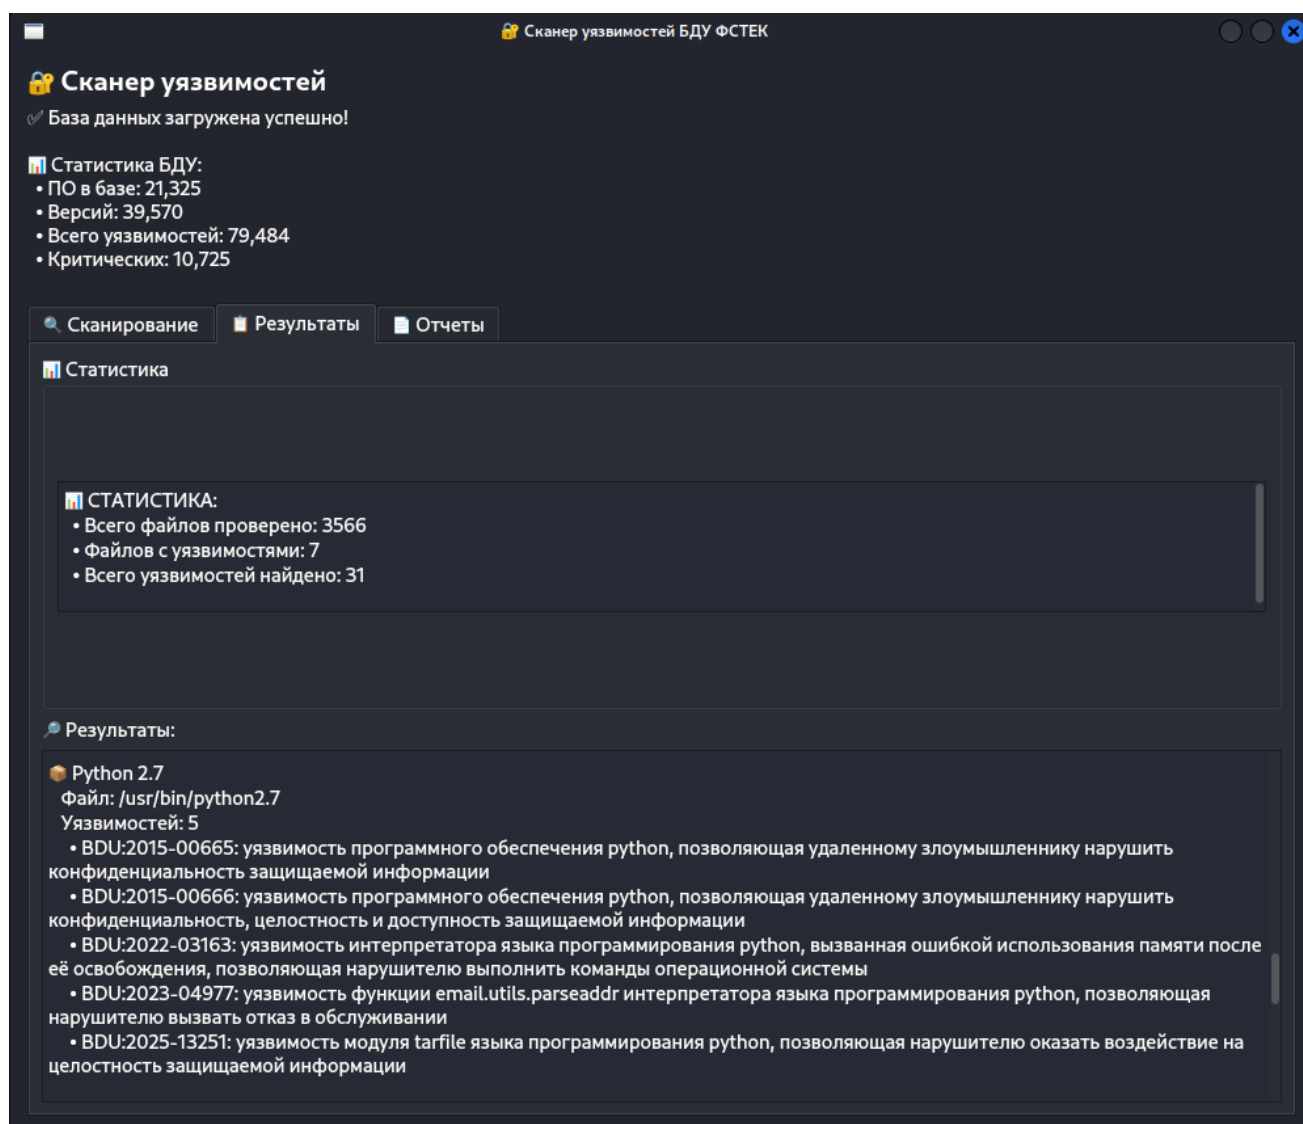 🔐 Сканер уязвимостей БДУ ФСТЕК
🔐 Сканер уязвимостей
✅ База данных загружена успешно!
📊 Статистика БДУ:
• ПО в базе: 21,325
• Версий: 39,570
• Всего уязвимостей: 79,484
• Критических: 10,725
🔍 Сканирование 📋 Результаты 📄 Отчеты
📊 Статистика
📊 СТАТИСТИКА:
• Всего файлов проверено: 3566
• Файлов с уязвимостями: 7
• Всего уязвимостей найдено: 31
🔎 Результаты:
📦 Python 2.7
Файл: /usr/bin/python2.7
Уязвимостей: 5
• BDU:2015-00665: уязвимость программного обеспечения python, позволяющая удаленному злоумышленнику нарушить
конфиденциальность защищаемой информации
• BDU:2015-00666: уязвимость программного обеспечения python, позволяющая удаленному злоумышленнику нарушить
конфиденциальность, целостность и доступность защищаемой информации
• BDU:2022-03163: уязвимость интерпретатора языка программирования python, вызванная ошибкой использования памяти после
её освобождения, позволяющая нарушителю выполнить команды операционной системы
• BDU:2023-04977: уязвимость функции email.utils.parseaddr интерпретатора языка программирования python, позволяющая
нарушителю вызвать отказ в обслуживании
• BDU:2025-13251: уязвимость модуля tarfile языка программирования python, позволяющая нарушителю оказать воздействие на
целостность защищаемой информации